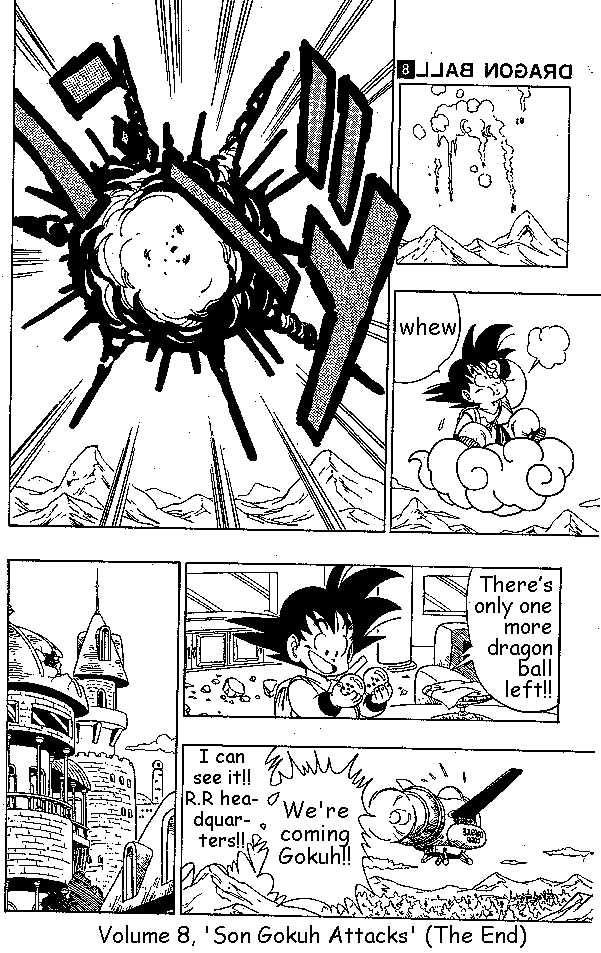 DRAGON BALL 8
whew
There's
only one
more
dragon
ball
left!!
I can
see it!!
R.R hea-
dquar-
ters!!
We're
coming
Gokuh!!
Volume 8, 'Son Gokuh Attacks' (The End)